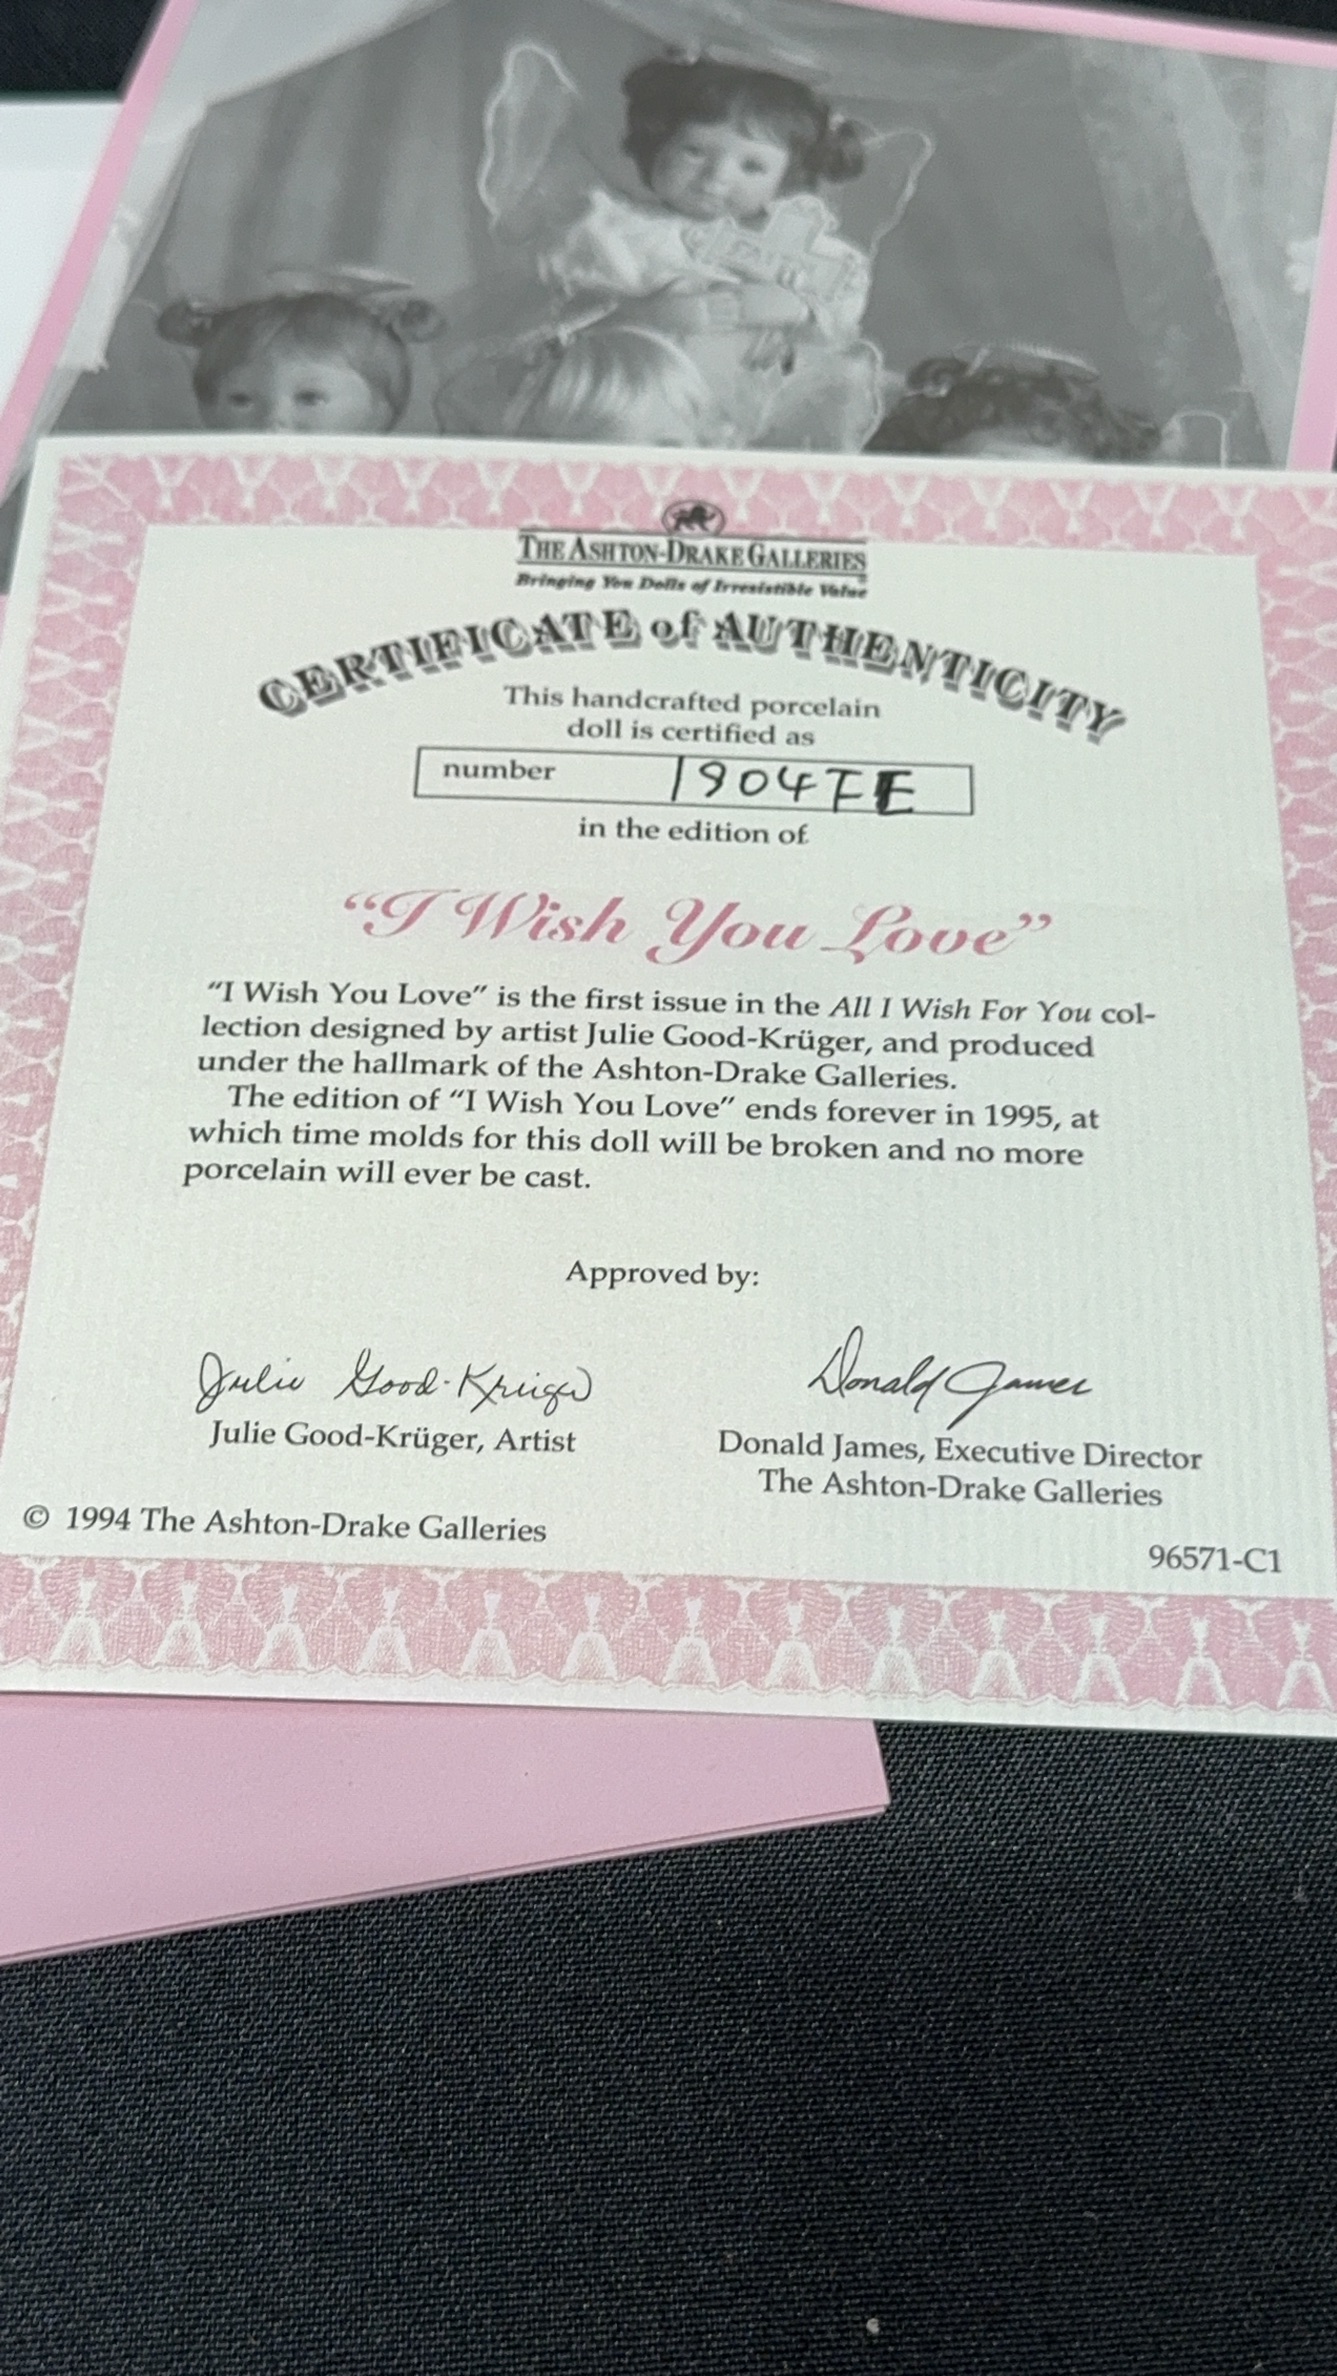 THE ASHTON-DRAKE GALLERIES
Bringing You Dolls of Irresistible Value
CERTIFICATE of AUTHENTICITY
This handcrafted porcelain
doll is certified as
number 1904FE
in the edition of
“I Wish You Love”
“I Wish You Love” is the first issue in the All I Wish For You col-
lection designed by artist Julie Good-Krüger, and produced
under the hallmark of the Ashton-Drake Galleries.
The edition of “I Wish You Love” ends forever in 1995, at
which time molds for this doll will be broken and no more
porcelain will ever be cast.
Approved by:
Julie Good-Krüger
Donald James
Julie Good-Krüger, Artist
Donald James, Executive Director
The Ashton-Drake Galleries
© 1994 The Ashton-Drake Galleries
96571-C1